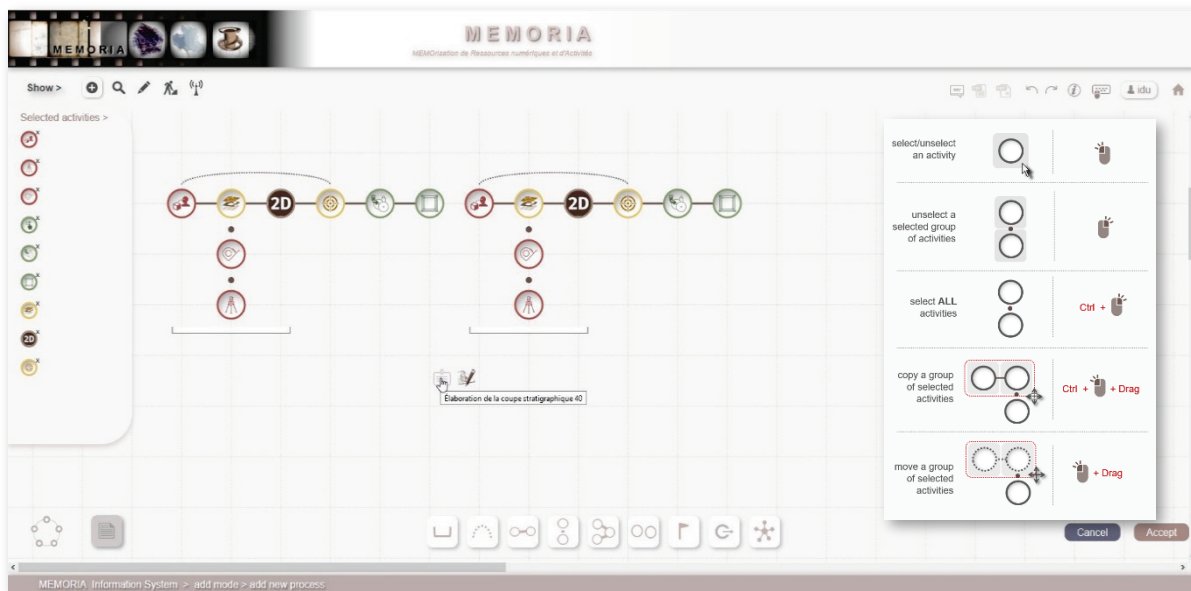 MEMORIA
MEMORIA
MEMOrisation de Ressources numériques et d'Activités
Show >
idu
Selected activities >
x
x
x
x
x
x
x
2D x
x
2D
2D
Élaboration de la coupe stratigraphique 40
select/unselect
an activity
unselect a
selected group
of activities
select ALL
activities
Ctrl +
copy a group
of selected
activities
Ctrl + + Drag
move a group
of selected
activities
+ Drag
Cancel
Accept
MEMORIA Information System > add mode > add new process